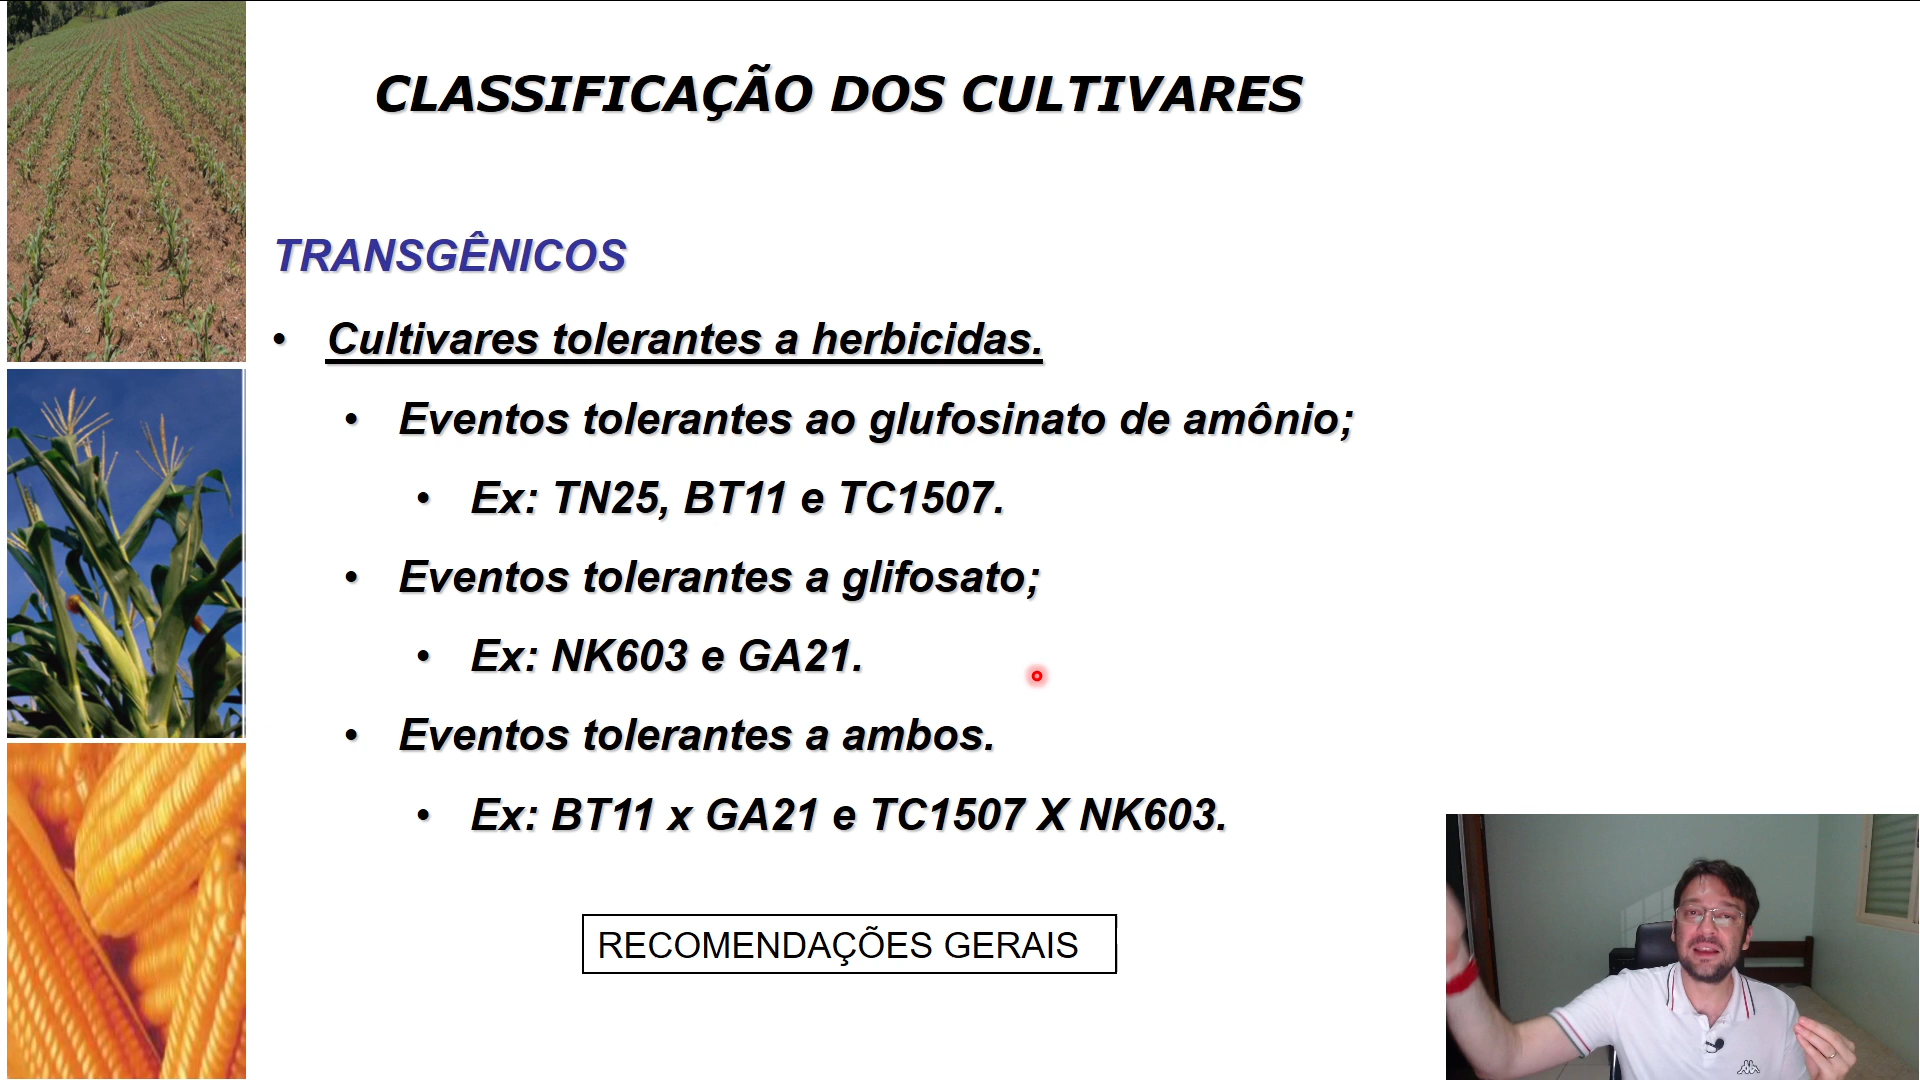 CLASSIFICAÇÃO DOS CULTIVARES
TRANSGÊNICOS
• Cultivares tolerantes a herbicidas.
• Eventos tolerantes ao glufosinato de amônio;
• Ex: TN25, BT11 e TC1507.
• Eventos tolerantes a glifosato;
• Ex: NK603 e GA21.
• Eventos tolerantes a ambos.
• Ex: BT11 x GA21 e TC1507 X NK603.
RECOMENDAÇÕES GERAIS